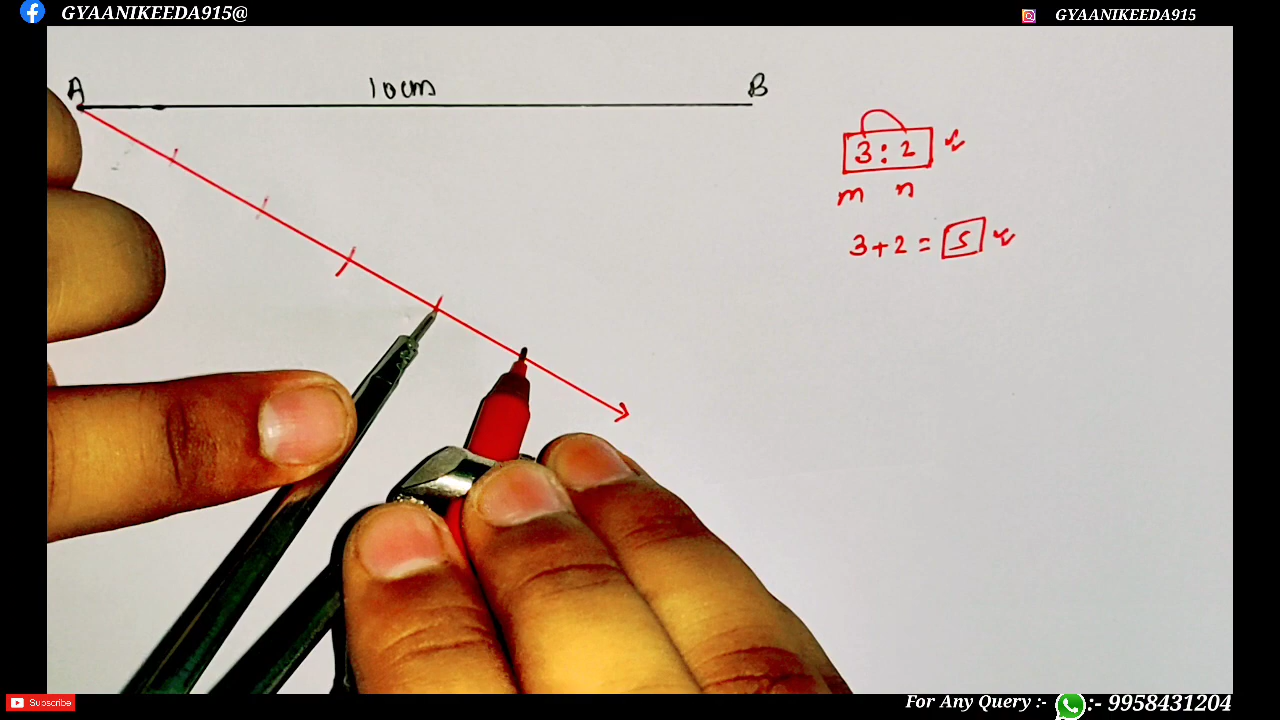 GYAANIKEEDA915@
GYAANIKEEDA915
A 10cm B
3:2
m n
3+2=5
Subscribe
For Any Query :- :- 9958431204